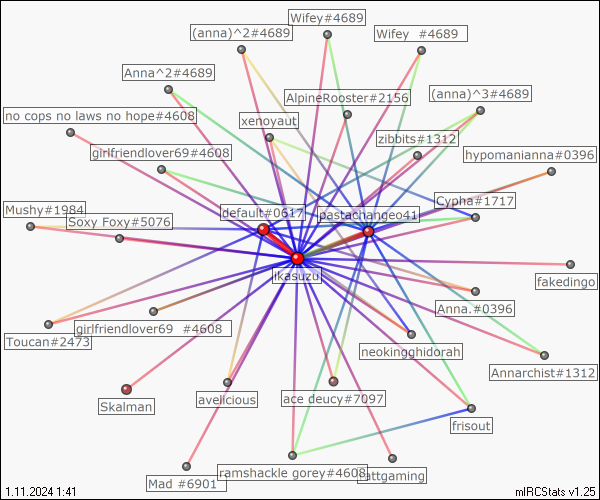 Wifey#4689
(anna)^2#4689
Wifey  #4689
Anna^2#4689
AlpineRooster#2156
(anna)^3#4689
no cops no laws no hope#4608
xenoyaut
zibbits#1312
girlfriendlover69#4608
hypomanianna#0396
Cypha#1717
Mushy#1984
default#0617
pastachangeo41
Soxy Foxy#5076
ikasuzu
fakedingo
Anna.#0396
girlfriendlover69  #4608
Toucan#2473
neokingghidorah
Annarchist#1312
Skalman
avelicious
ace deucy#7097
frisout
ramshackle gorey#4608
attgaming
Mad #6901
1.11.2024 1:41
mIRCStats v1.25